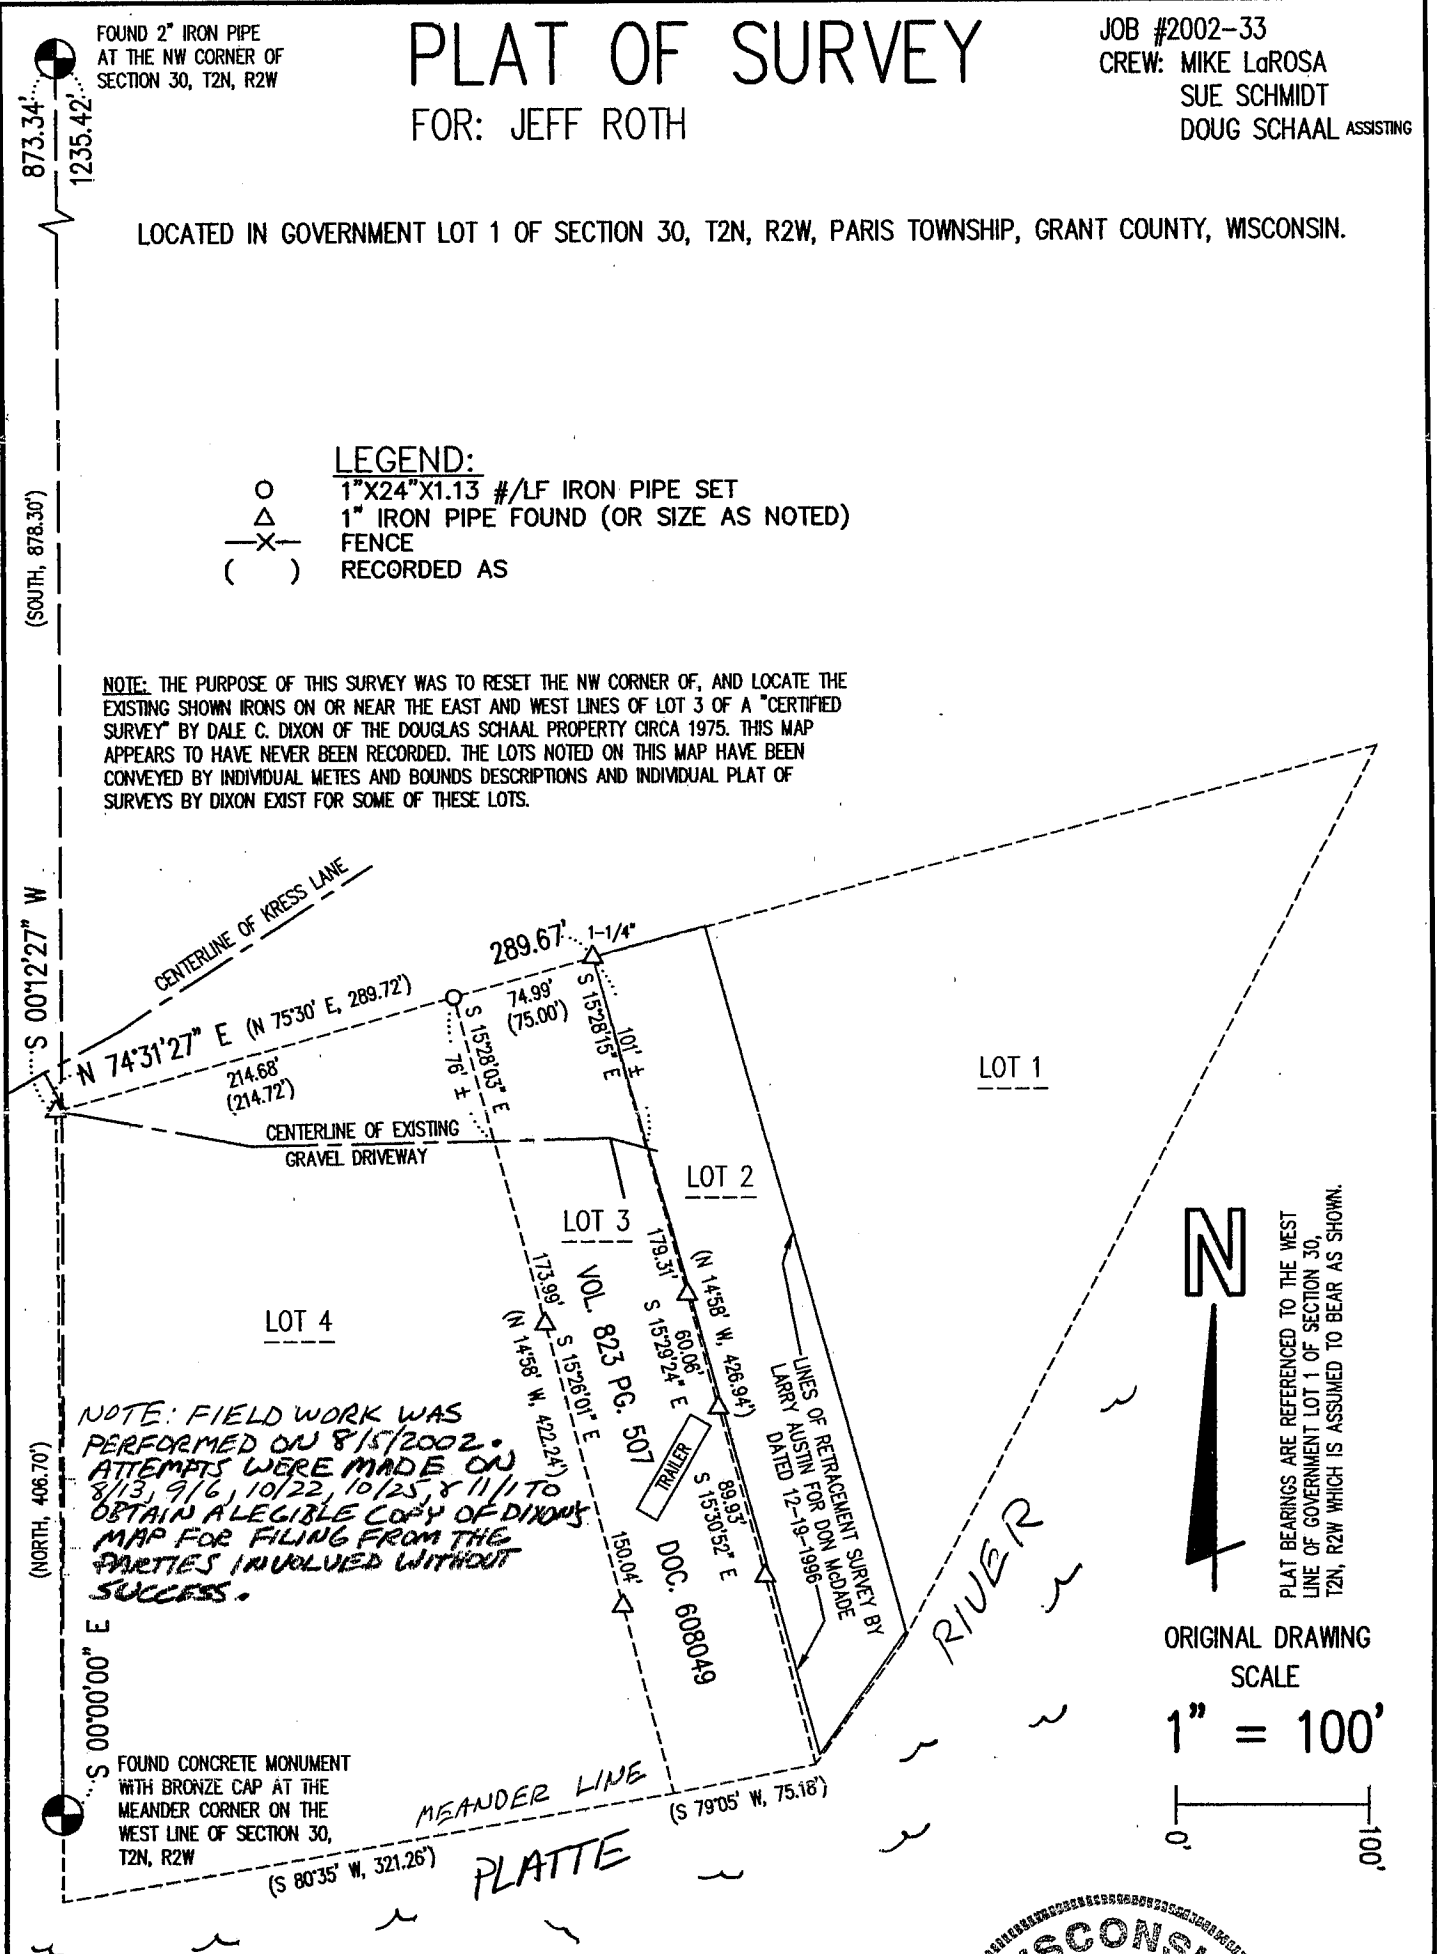 FOUND 2" IRON PIPE
AT THE NW CORNER OF
SECTION 30, T2N, R2W
PLAT OF SURVEY
FOR: JEFF ROTH
JOB #2002-33
CREW: MIKE LaROSA
SUE SCHMIDT
DOUG SCHAAL ASSISTING
873.34'
1235.42'
LOCATED IN GOVERNMENT LOT 1 OF SECTION 30, T2N, R2W, PARIS TOWNSHIP, GRANT COUNTY, WISCONSIN.
LEGEND:
1"X24"X1.13 #/LF IRON PIPE SET
1" IRON PIPE FOUND (OR SIZE AS NOTED)
X FENCE
( ) RECORDED AS
(SOUTH, 878.30')
NOTE: THE PURPOSE OF THIS SURVEY WAS TO RESET THE NW CORNER OF, AND LOCATE THE
EXISTING SHOWN IRONS ON OR NEAR THE EAST AND WEST LINES OF LOT 3 OF A "CERTIFIED
SURVEY" BY DALE C. DIXON OF THE DOUGLAS SCHAAL PROPERTY CIRCA 1975. THIS MAP
APPEARS TO HAVE NEVER BEEN RECORDED. THE LOTS NOTED ON THIS MAP HAVE BEEN
CONVEYED BY INDIVIDUAL METES AND BOUNDS DESCRIPTIONS AND INDIVIDUAL PLAT OF
SURVEYS BY DIXON EXIST FOR SOME OF THESE LOTS.
S 00°12'27" W
CENTERLINE OF KRESS LANE
289.67'
1-1/4"
N 74°31'27" E (N 75°30' E, 289.72')
214.68'
(214.72')
74.99'
(75.00')
S 15°28'03" E
76' ±
S 15°28'15" E
101' ±
CENTERLINE OF EXISTING
GRAVEL DRIVEWAY
LOT 1
LOT 2
LOT 3
LOT 4
VOL. 823 PG. 507
DOC. 608049
173.99'
S 15°26'01" E
(N 14°58' W, 422.24')
150.04'
179.31'
(N 14°58' W, 426.94')
60.06'
S 15°29'24" E
TRAILER
89.93'
S 15°30'52" E
LINES OF RETRACEMENT SURVEY BY
LARRY AUSTIN FOR DON McDADE
DATED 12-19-1996
NOTE: FIELD WORK WAS
PERFORMED ON 8/5/2002.
ATTEMPTS WERE MADE ON
8/13, 9/6, 10/22, 10/25, & 11/1 TO
OBTAIN A LEGIBLE COPY OF DIXONS
MAP FOR FILING FROM THE
PARTIES INVOLVED WITHOUT
SUCCESS.
(NORTH, 406.70')
S 00°00'00" E
FOUND CONCRETE MONUMENT
WITH BRONZE CAP AT THE
MEANDER CORNER ON THE
WEST LINE OF SECTION 30,
T2N, R2W
MEANDER LINE
(S 80°35' W, 321.26')
(S 79°05' W, 75.18')
PLATTE
RIVER
N
PLAT BEARINGS ARE REFERENCED TO THE WEST
LINE OF GOVERNMENT LOT 1 OF SECTION 30,
T2N, R2W WHICH IS ASSUMED TO BEAR AS SHOWN.
ORIGINAL DRAWING
SCALE
1" = 100'
0'
100'